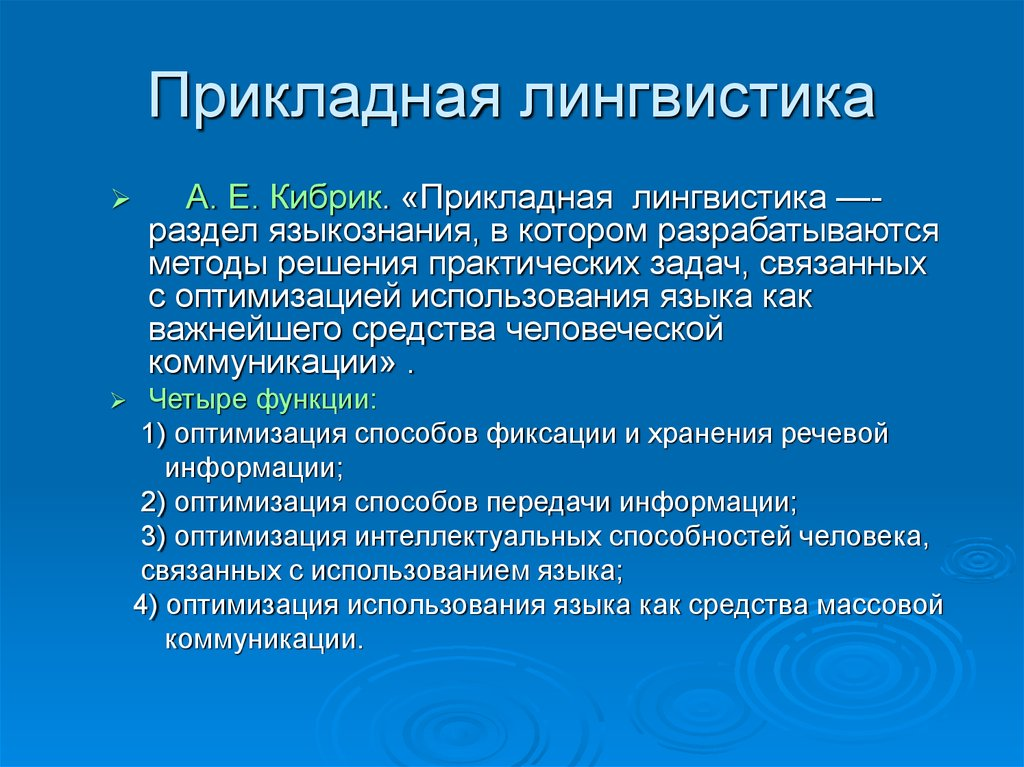 Прикладная лингвистика
А. Е. Кибрик. «Прикладная лингвистика —-
раздел языкознания, в котором разрабатываются
методы решения практических задач, связанных
с оптимизацией использования языка как
важнейшего средства человеческой
коммуникации» .
Четыре функции:
1) оптимизация способов фиксации и хранения речевой
информации;
2) оптимизация способов передачи информации;
3) оптимизация интеллектуальных способностей человека,
связанных с использованием языка;
4) оптимизация использования языка как средства массовой
коммуникации.